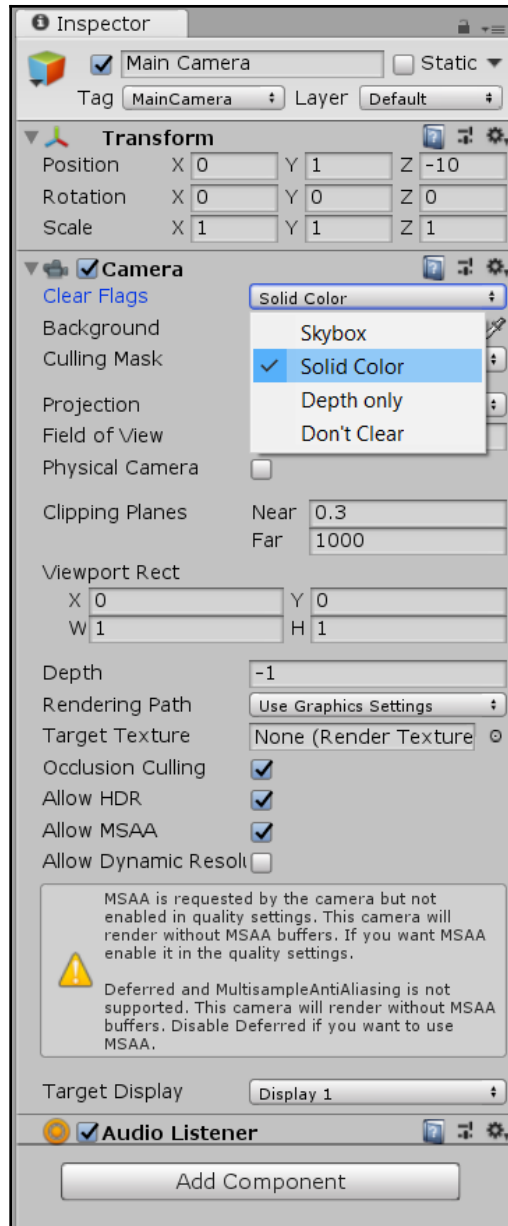 Inspector
Main Camera Static
Tag MainCamera Layer Default
Transform
Position X 0 Y 1 Z -10
Rotation X 0 Y 0 Z 0
Scale X 1 Y 1 Z 1
Camera
Clear Flags Solid Color
Background Skybox
Culling Mask Solid Color
Projection Depth only
Field of View Don't Clear
Physical Camera
Clipping Planes Near 0.3
Far 1000
Viewport Rect
X 0 Y 0
W 1 H 1
Depth -1
Rendering Path Use Graphics Settings
Target Texture None (Render Texture
Occlusion Culling
Allow HDR
Allow MSAA
Allow Dynamic Resolu
MSAA is requested by the camera but not
enabled in quality settings. This camera will
render without MSAA buffers. If you want MSAA
enable it in the quality settings.
Deferred and MultisampleAntiAliasing is not
supported. This camera will render without MSAA
buffers. Disable Deferred if you want to use
MSAA.
Target Display Display 1
Audio Listener
Add Component